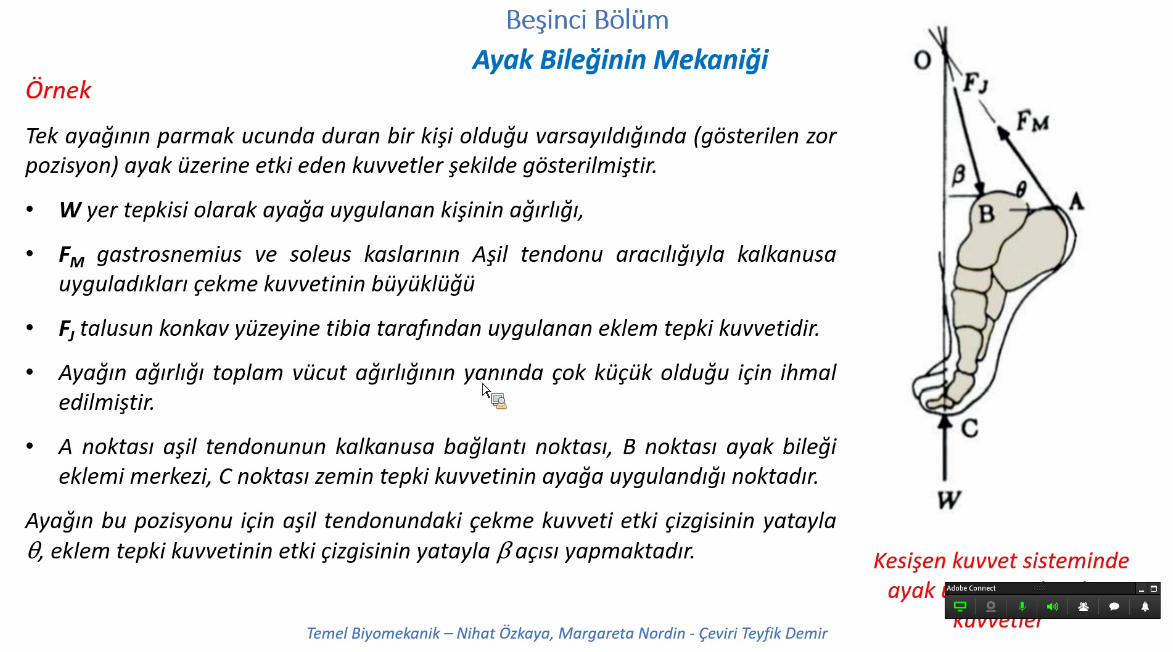 Beşinci Bölüm
Ayak Bileğinin Mekaniği
Örnek
Tek ayağının parmak ucunda duran bir kişi olduğu varsayıldığında (gösterilen zor
pozisyon) ayak üzerine etki eden kuvvetler şekilde gösterilmiştir.
• W yer tepkisi olarak ayağa uygulanan kişinin ağırlığı,
• FM gastrosnemius ve soleus kaslarının Aşil tendonu aracılığıyla kalkanusa
uyguladıkları çekme kuvvetinin büyüklüğü
• FJ talusun konkav yüzeyine tibia tarafından uygulanan eklem tepki kuvvetidir.
• Ayağın ağırlığı toplam vücut ağırlığının yanında çok küçük olduğu için ihmal
edilmiştir.
• A noktası aşil tendonunun kalkanusa bağlantı noktası, B noktası ayak bileği
eklemi merkezi, C noktası zemin tepki kuvvetinin ayağa uygulandığı noktadır.
Ayağın bu pozisyonu için aşil tendonundaki çekme kuvveti etki çizgisinin yatayla
θ, eklem tepki kuvvetinin etki çizgisinin yatayla β açısı yapmaktadır.
Temel Biyomekanik – Nihat Özkaya, Margareta Nordin - Çeviri Teyfik Demir
O
FJ
FM
β
θ
A
B
C
W
Kesişen kuvvet sisteminde
ayak
kuvvetler
Adobe Connect